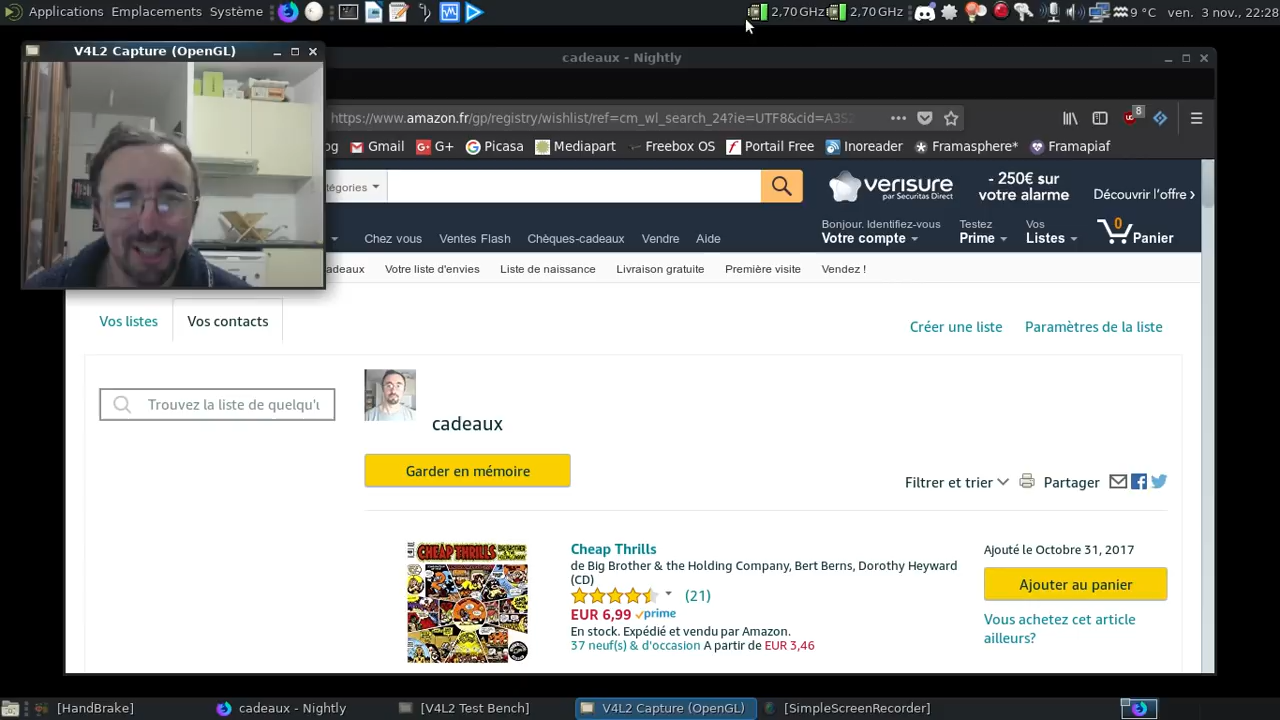 Applications Emplacements Système 2,70 GHz 2,70 GHz 9 °C ven. 3 nov., 22:28
V4L2 Capture (OpenGL)
cadeaux - Nightly
https://www.amazon.fr/gp/registry/wishlist/ref=cm_wl_search_24?ie=UTF8&cid=A3S2 8
og Gmail G+ Picasa Mediapart Freebox OS Portail Free Inoreader Framasphere* Framapiaf
tégories verisure par Securitas Direct - 250€ sur votre alarme Découvrir l'offre ›
Bonjour. Identifiez-vous Testez Vos 0
Chez vous Ventes Flash Chèques-cadeaux Vendre Aide Votre compte Prime Listes Panier
adeaux Votre liste d'envies Liste de naissance Livraison gratuite Première visite Vendez !
Vos listes Vos contacts Créer une liste Paramètres de la liste
Trouvez la liste de quelqu'u
cadeaux
Garder en mémoire
Filtrer et trier Partager
CHEAP THRILLS
Cheap Thrills Ajouté le Octobre 31, 2017
de Big Brother & the Holding Company, Bert Berns, Dorothy Heyward
(CD) Ajouter au panier
(21)
EUR 6,99 prime Vous achetez cet article
En stock. Expédié et vendu par Amazon. ailleurs?
37 neuf(s) & d'occasion A partir de EUR 3,46
[HandBrake] cadeaux - Nightly [V4L2 Test Bench] V4L2 Capture (OpenGL) [SimpleScreenRecorder]